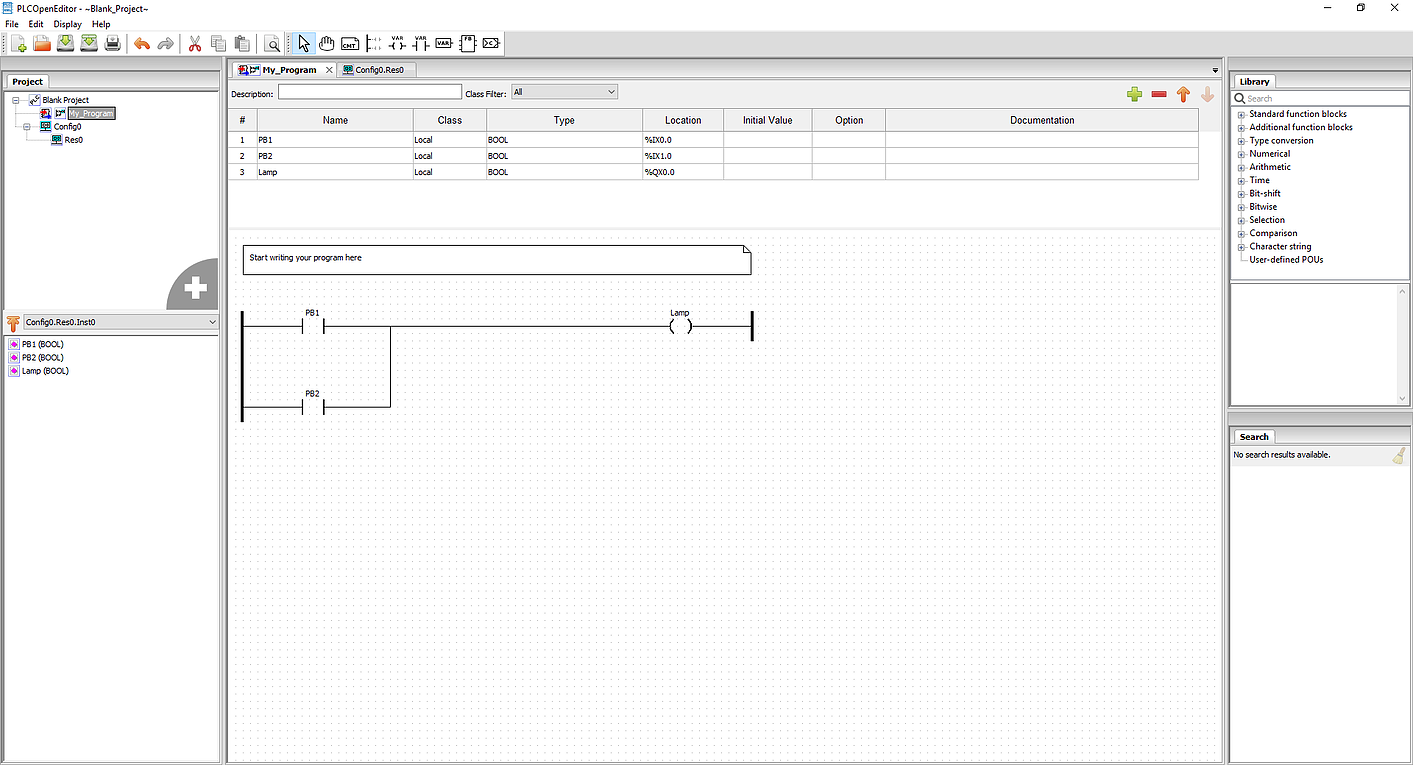 PLCOpenEditor - ~Blank_Project~
File Edit Display Help
CMT VAR VAR VAR FB >C>
Project
Blank Project
My_Program
Config0
Res0
Config0.Res0.Inst0
PB1 (BOOL)
PB2 (BOOL)
Lamp (BOOL)
My_Program Config0.Res0
Description: Class Filter: All
# Name Class Type Location Initial Value Option Documentation
1 PB1 Local BOOL %IX0.0
2 PB2 Local BOOL %IX1.0
3 Lamp Local BOOL %QX0.0
Start writing your program here
PB1 Lamp
PB2
Library
Search
Standard function blocks
Additional function blocks
Type conversion
Numerical
Arithmetic
Time
Bit-shift
Bitwise
Selection
Comparison
Character string
User-defined POUs
Search
No search results available.